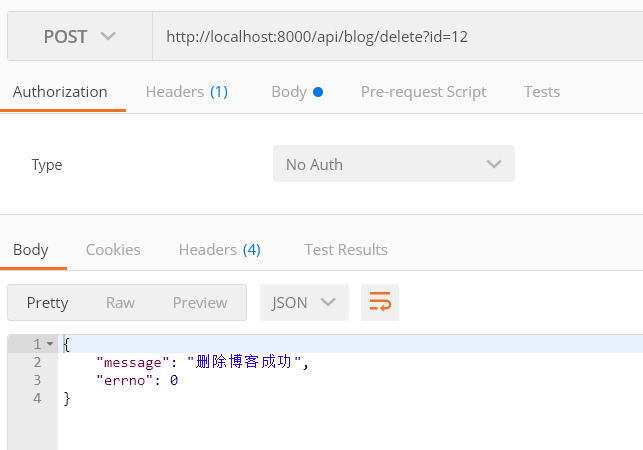 POST http://localhost:8000/api/blog/delete?id=12
Authorization Headers (1) Body Pre-request Script Tests
Type No Auth
Body Cookies Headers (4) Test Results
Pretty Raw Preview JSON
1 {
2 "message": "删除博客成功",
3 "errno": 0
4 }